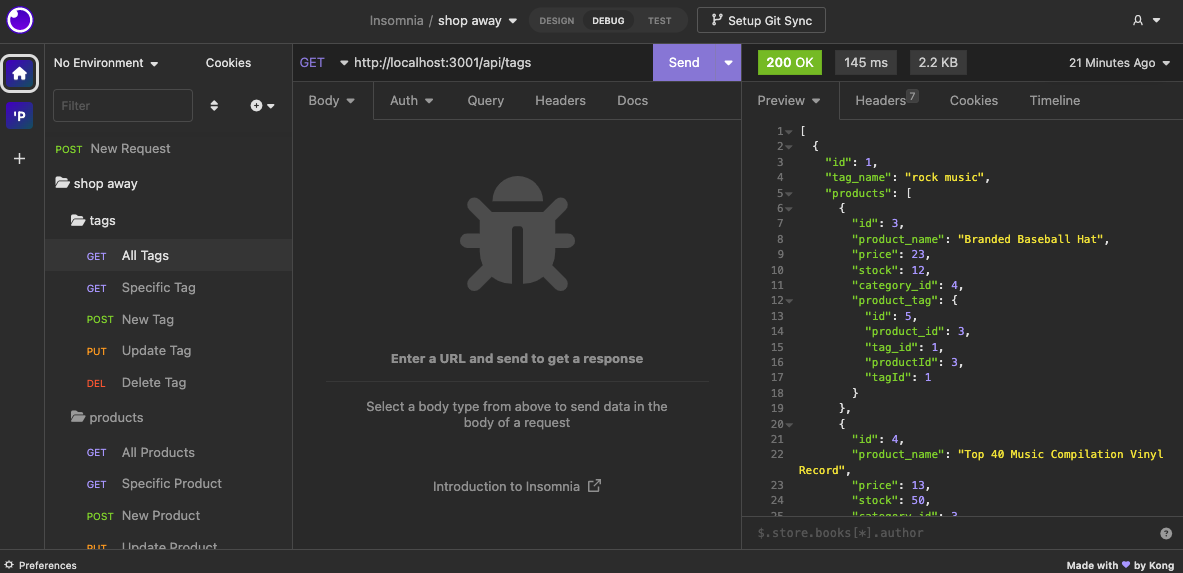 Insomnia / shop away
DESIGN DEBUG TEST
Setup Git Sync
No Environment
Cookies
Filter
'P
POST New Request
shop away
tags
GET All Tags
GET Specific Tag
POST New Tag
PUT Update Tag
DEL Delete Tag
products
GET All Products
GET Specific Product
POST New Product
PUT Update Product
GET http://localhost:3001/api/tags
Send
Body Auth Query Headers Docs
Enter a URL and send to get a response
Select a body type from above to send data in the
body of a request
Introduction to Insomnia
200 OK 145 ms 2.2 KB 21 Minutes Ago
Preview Headers 7 Cookies Timeline
1 [
2 {
3 "id": 1,
4 "tag_name": "rock music",
5 "products": [
6 {
7 "id": 3,
8 "product_name": "Branded Baseball Hat",
9 "price": 23,
10 "stock": 12,
11 "category_id": 4,
12 "product_tag": {
13 "id": 5,
14 "product_id": 3,
15 "tag_id": 1,
16 "productId": 3,
17 "tagId": 1
18 }
19 },
20 {
21 "id": 4,
22 "product_name": "Top 40 Music Compilation Vinyl
Record",
23 "price": 13,
24 "stock": 50,
25 "category_id": 3,
$.store.books[*].author
Preferences
Made with ♥ by Kong